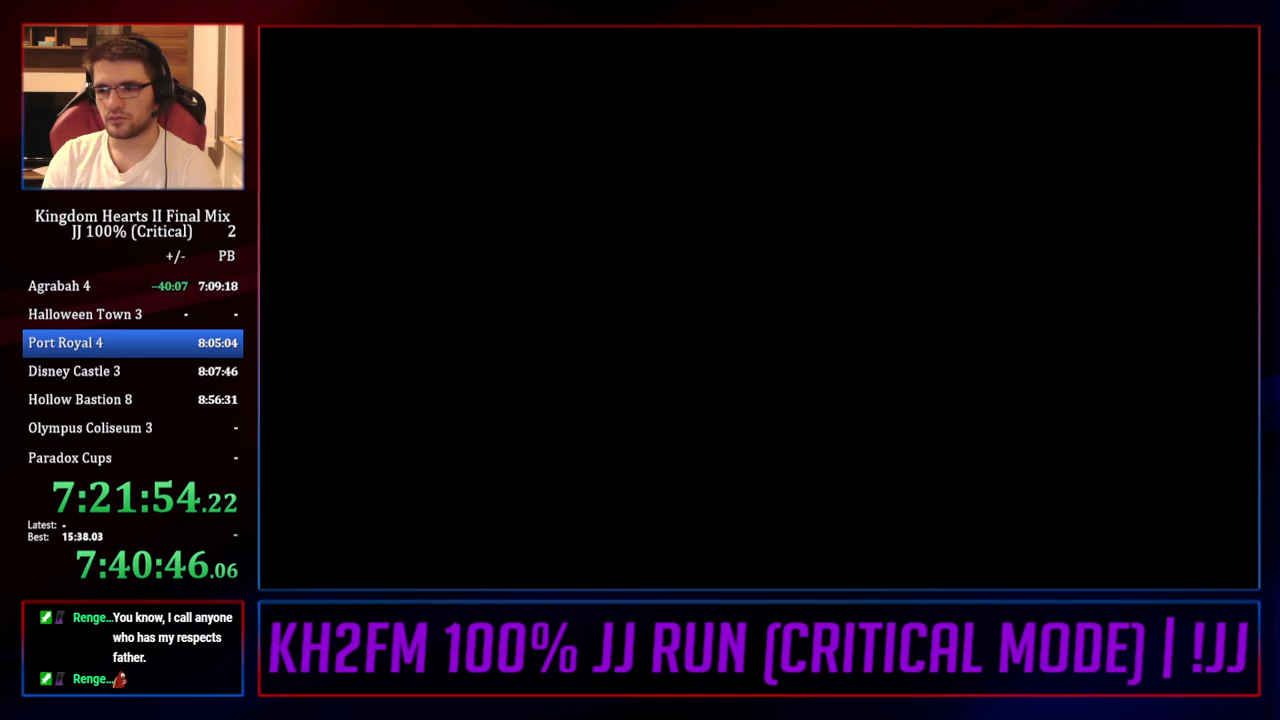 Kingdom Hearts II Final Mix
JJ 100% (Critical) 2
+/- PB
Agrabah 4 −40:07 7:09:18
Halloween Town 3 - -
Port Royal 4 8:05:04
Disney Castle 3 8:07:46
Hollow Bastion 8 8:56:31
Olympus Coliseum 3 -
Paradox Cups -
7:21:54.22
Latest: -
Best: 15:38.03 -
7:40:46.06
Renge...You know, I call anyone
who has my respects
father.
Renge...
KH2FM 100% JJ RUN (CRITICAL MODE) | !JJ